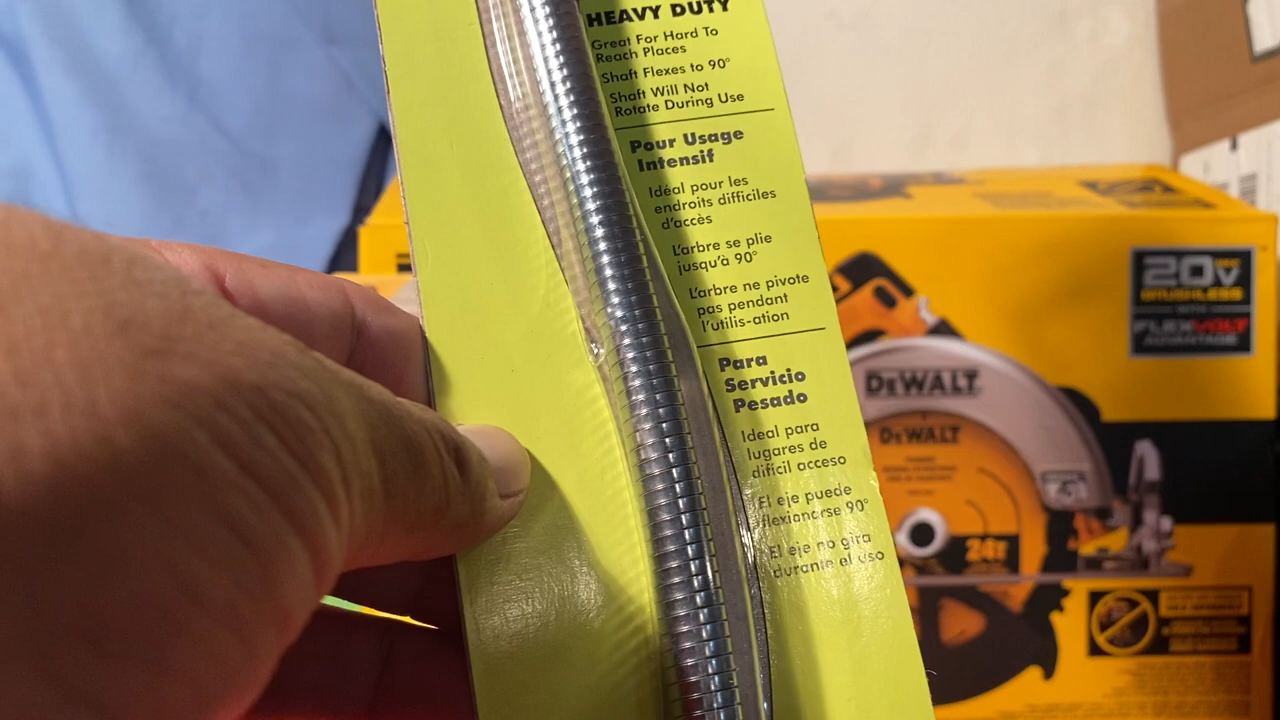 HEAVY DUTY
Great For Hard To
Reach Places
Shaft Flexes to 90°
Shaft Will Not
Rotate During Use
Pour Usage
Intensif
Idéal pour les
endroits difficiles
d'accès
L'arbre se plie
jusqu'à 90°
L'arbre ne pivote
pas pendant
l'utilis-ation
Para
Servicio
Pesado
Ideal para
lugares de
difícil acceso
El eje puede
flexionarse 90°
El eje no gira
durante el uso
20V
BRUSHLESS
FLEXVOLT
ADVANTAGE
DEWALT
DEWALT
24T